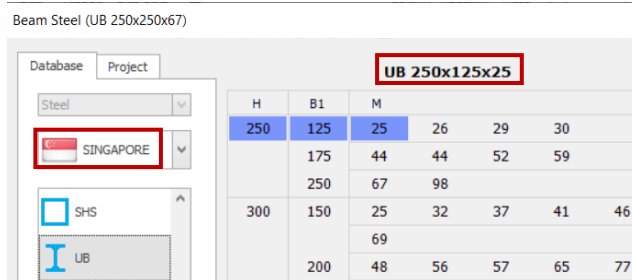 Beam Steel (UB 250x250x67)
Database Project
UB 250x125x25
Steel
SINGAPORE
SHS
UB
H B1 M
250 125 25 26 29 30
175 44 44 52 59
250 67 98
300 150 25 32 37 41 46
69
200 48 56 57 65 77